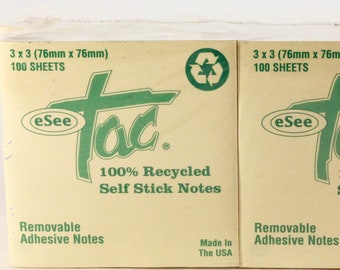 3 x 3 (76mm x 76mm)
100 SHEETS
eSee
Tac®
100% Recycled
Self Stick Notes
Removable
Adhesive Notes
Made In
The USA
3 x 3 (76mm x
100 SHEETS
eSee
Removable
Adhesive Notes